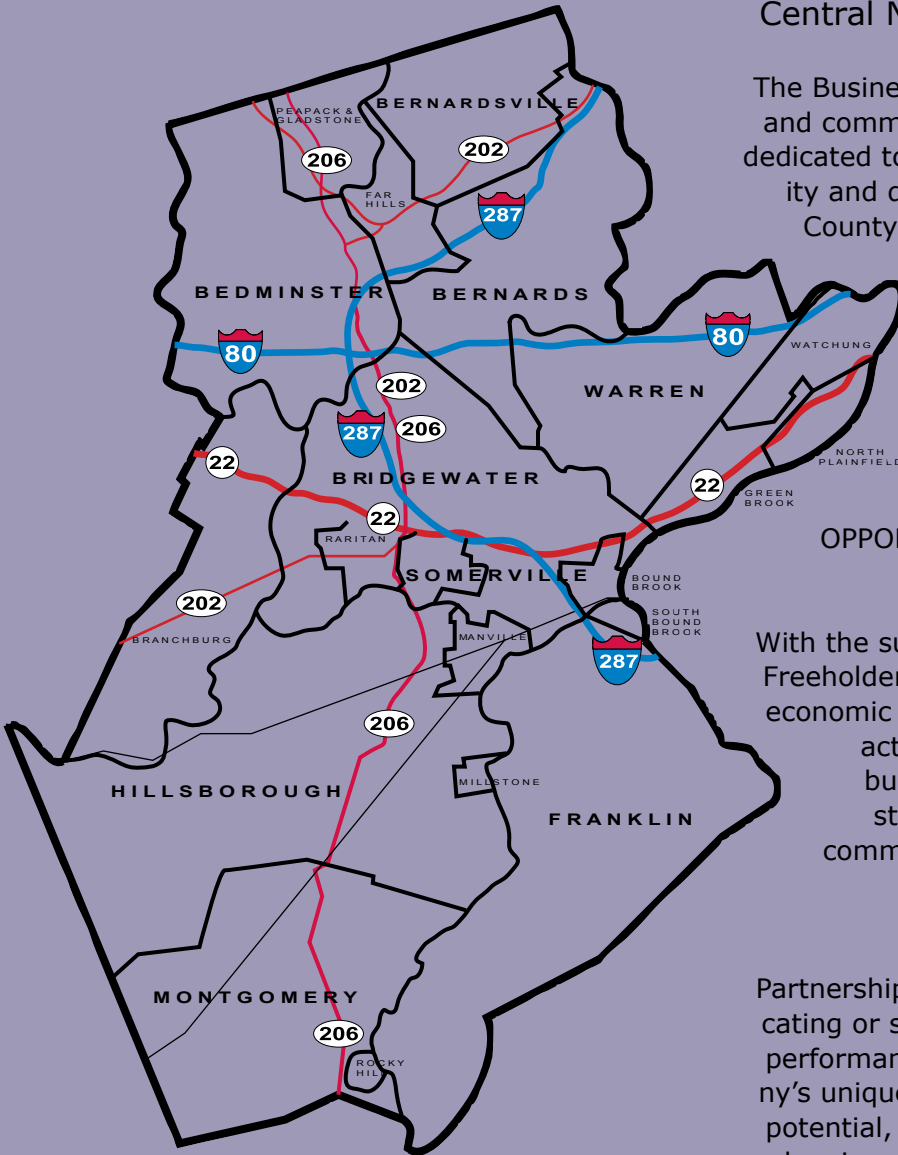 Central N
The Busine
and comm
dedicated to
ity and
County
BERNARDSVILLE
PEAPACK &
GLADSTONE
206
202
FAR
HILLS
287
BEDMINSTER
BERNARDS
80
80
WATCHUNG
202
WARREN
287
206
22
BRIDGEWATER
NORTH
PLAINFIELD
22
GREEN
BROOK
22
RARITAN
OPPO
SOMERVILLE
BOUND
BROOK
202
SOUTH
BOUND
BROOK
BRANCHBURG
MANVILLE
287
With the su
Freeholder
economic
206
act
bu
st
comm
MILLSTONE
HILLSBOROUGH
FRANKLIN
Partnership
cating or s
performan
ny’s unique
potential,
MONTGOMERY
206
ROCKY
HILL